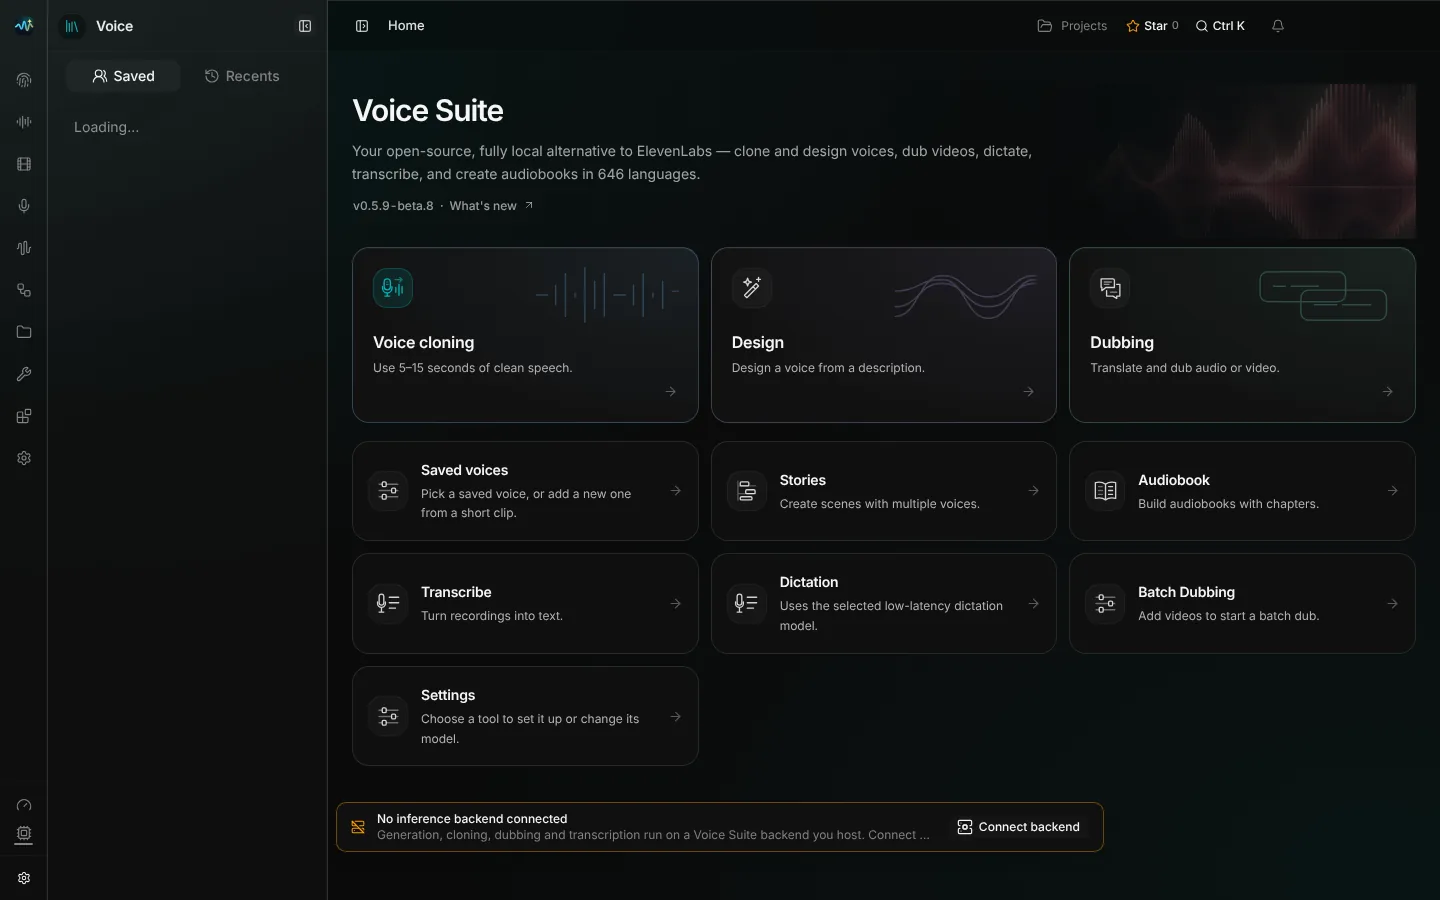 Voice
Home
Projects
Star 0
Ctrl K
Saved
Recents
Loading...
Voice Suite
Your open-source, fully local alternative to ElevenLabs — clone and design voices, dub videos, dictate,
transcribe, and create audiobooks in 646 languages.
v0.5.9-beta.8 · What's new
Voice cloning
Use 5–15 seconds of clean speech.
Design
Design a voice from a description.
Dubbing
Translate and dub audio or video.
Saved voices
Pick a saved voice, or add a new one
from a short clip.
Stories
Create scenes with multiple voices.
Audiobook
Build audiobooks with chapters.
Transcribe
Turn recordings into text.
Dictation
Uses the selected low-latency dictation
model.
Batch Dubbing
Add videos to start a batch dub.
Settings
Choose a tool to set it up or change its
model.
No inference backend connected
Generation, cloning, dubbing and transcription run on a Voice Suite backend you host. Connect ...
Connect backend